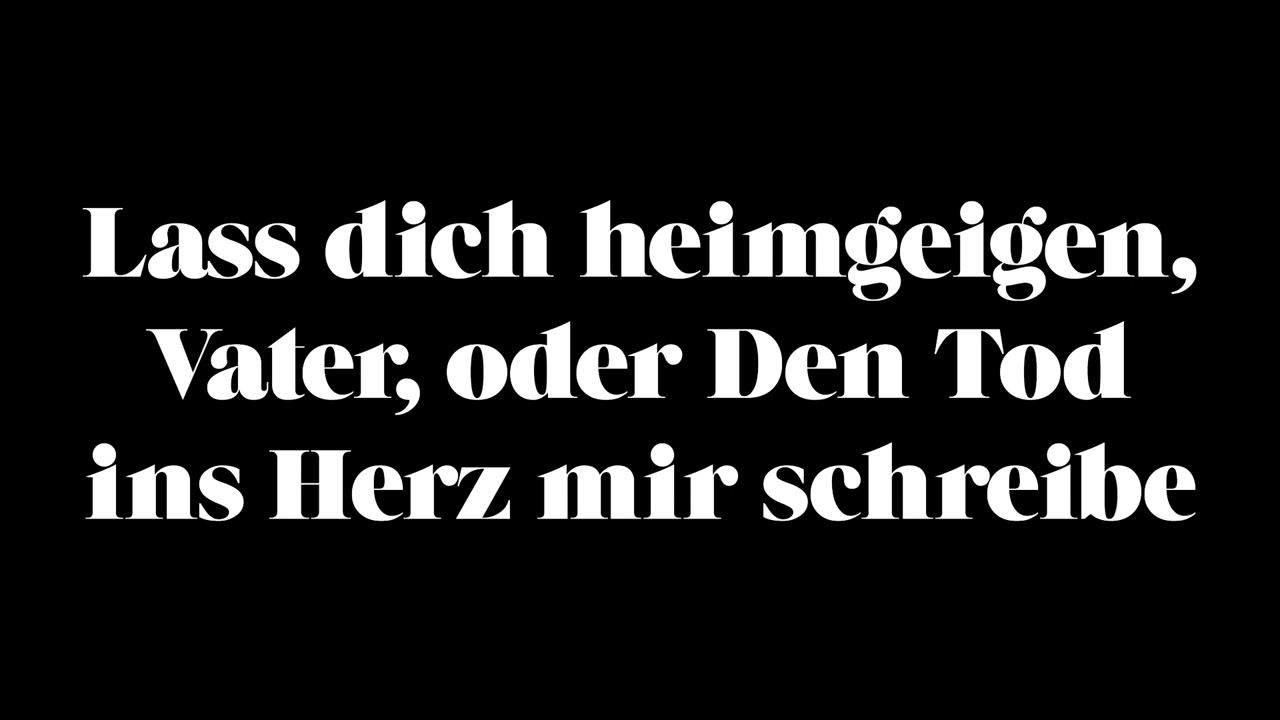 Lass dich heimgeigen,
Vater, oder Den Tod
ins Herz mir schreibe